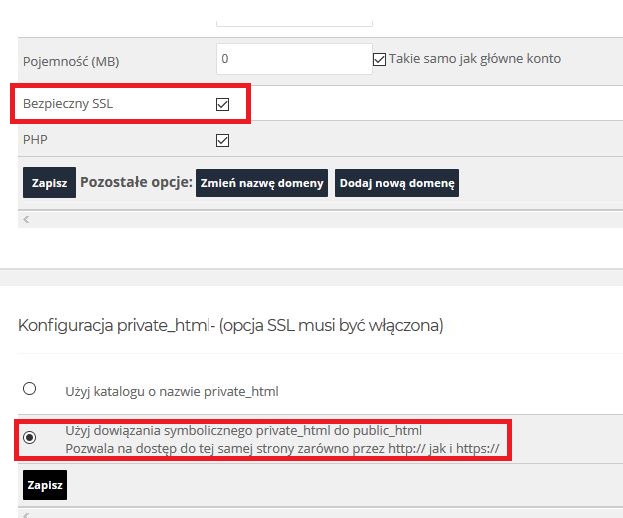 Pojemność (MB) 0 Takie samo jak główne konto
Bezpieczny SSL
PHP
Zapisz Pozostałe opcje: Zmień nazwę domeny Dodaj nową domenę
Konfiguracja private_html- (opcja SSL musi być włączona)
Użyj katalogu o nazwie private_html
Użyj dowiązania symbolicznego private_html do public_html
Pozwala na dostęp do tej samej strony zarówno przez http:// jak i https://
Zapisz